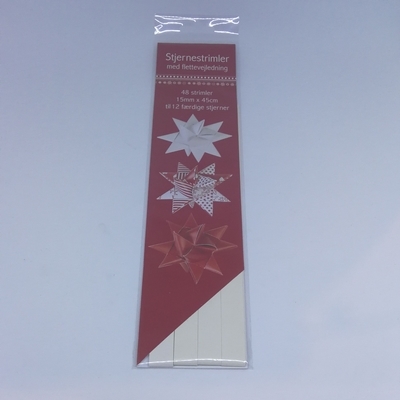 Stjernestrimler
med flettevejledning
48 strimler
15mm x 45cm
til 12 færdige stjerner